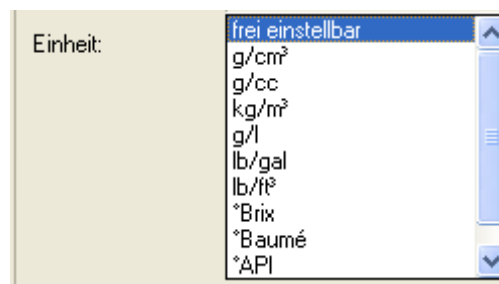 Einheit:
frei einstellbar
g/cm³
g/cc
kg/m³
g/l
lb/gal
lb/ft³
°Brix
°Baumé
°API